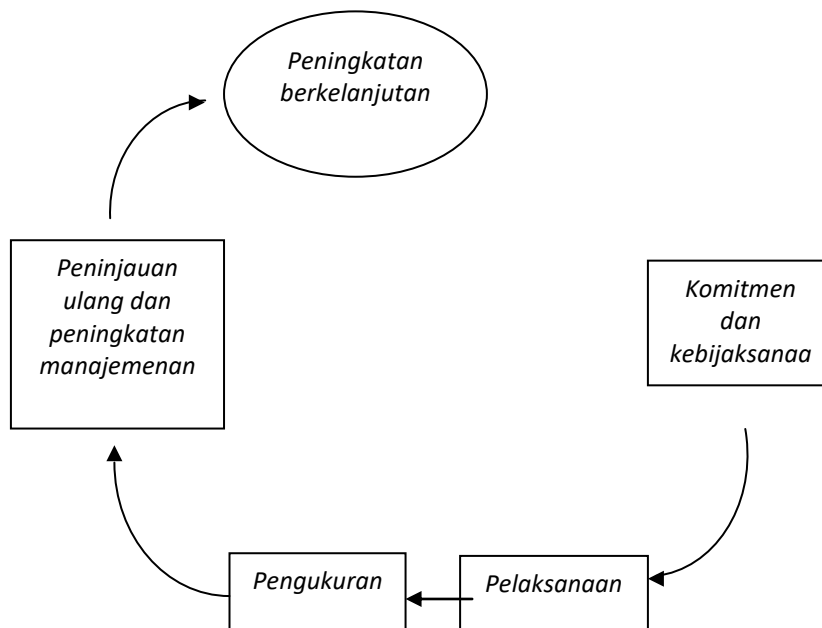 Peningkatan
berkelanjutan
Peninjauan
ulang dan
peningkatan
manajemenan
Komitmen
dan
kebijaksanaa
Pengukuran
Pelaksanaan